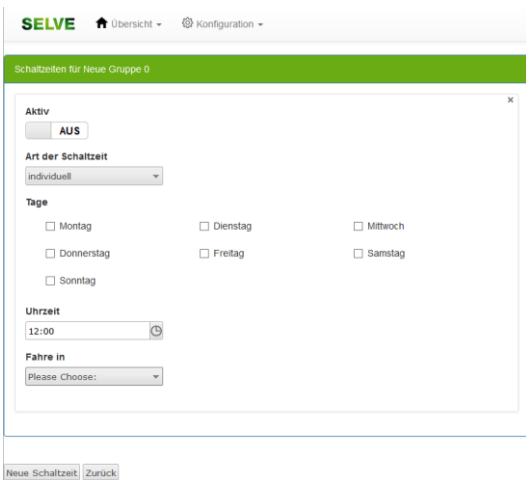 SELVE Übersicht Konfiguration
Schaltzeiten für Neue Gruppe 0
×
Aktiv
AUS
Art der Schaltzeit
individuell
Tage
Montag Dienstag Mittwoch
Donnerstag Freitag Samstag
Sonntag
Uhrzeit
12:00
Fahre in
Please Choose:
Neue Schaltzeit Zurück